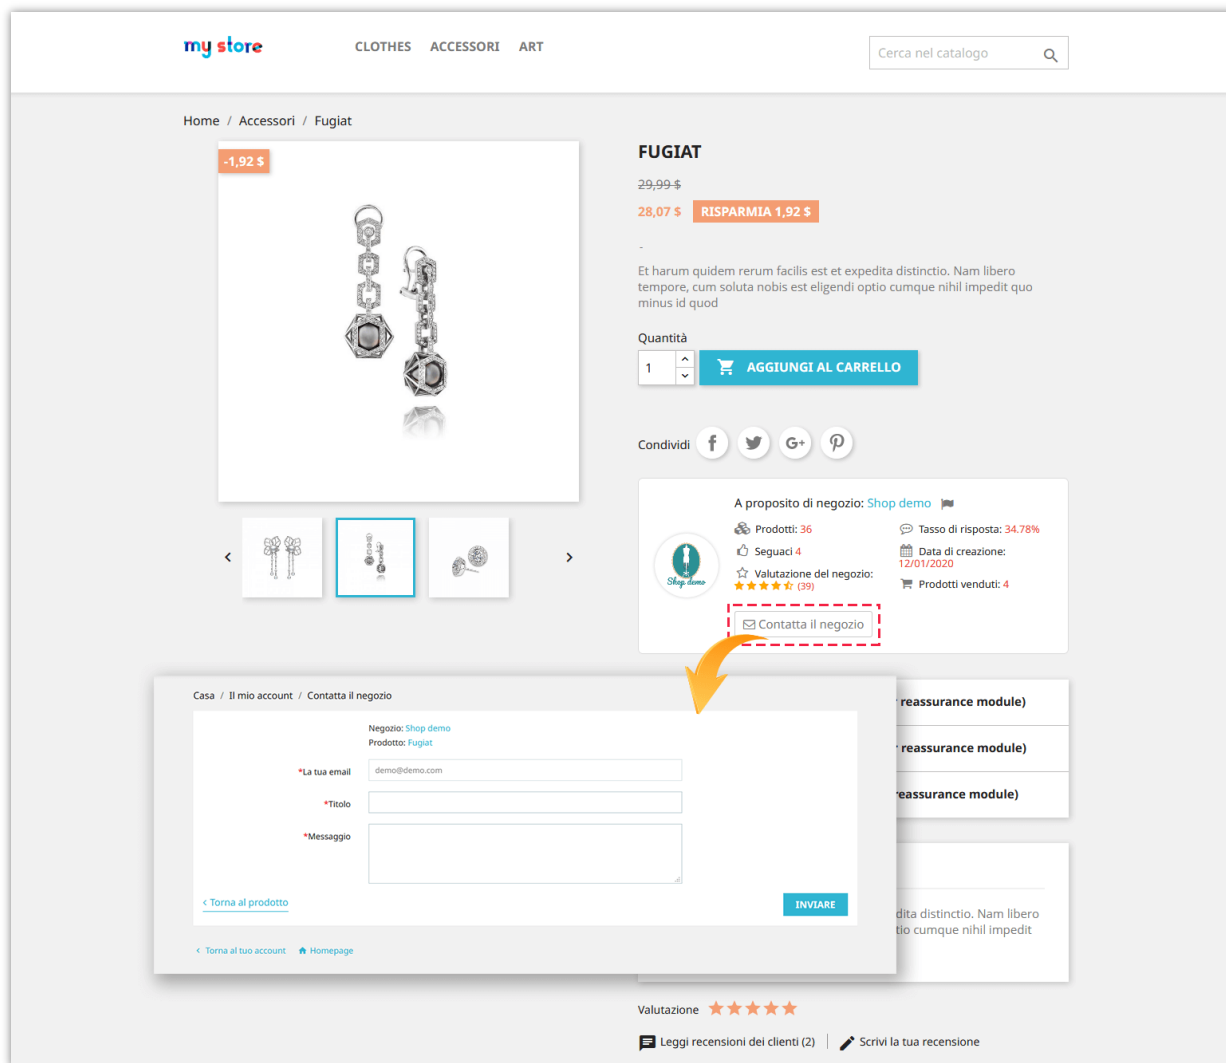 my store
CLOTHES ACCESSORI ART
Cerca nel catalogo
Home / Accessori / Fugiat
-1,92 $
FUGIAT
29,99 $
28,07 $ RISPARMIA 1,92 $
-
Et harum quidem rerum facilis est et expedita distinctio. Nam libero
tempore, cum soluta nobis est eligendi optio cumque nihil impedit quo
minus id quod
Quantità
1 AGGIUNGI AL CARRELLO
Condividi
A proposito di negozio: Shop demo
Prodotti: 36
Tasso di risposta: 34.78%
Seguaci 4
Data di creazione:
12/01/2020
Valutazione del negozio:
(39)
Prodotti venduti: 4
Shop demo
Contatta il negozio
Casa / Il mio account / Contatta il negozio
Negozio: Shop demo
Prodotto: Fugiat
*La tua email demo@demo.com
*Titolo
*Messaggio
< Torna al prodotto
INVIARE
< Torna al tuo account Homepage
reassurance module)
reassurance module)
reassurance module)
dita distinctio. Nam libero
tio cumque nihil impedit
Valutazione
Leggi recensioni dei clienti (2) Scrivi la tua recensione